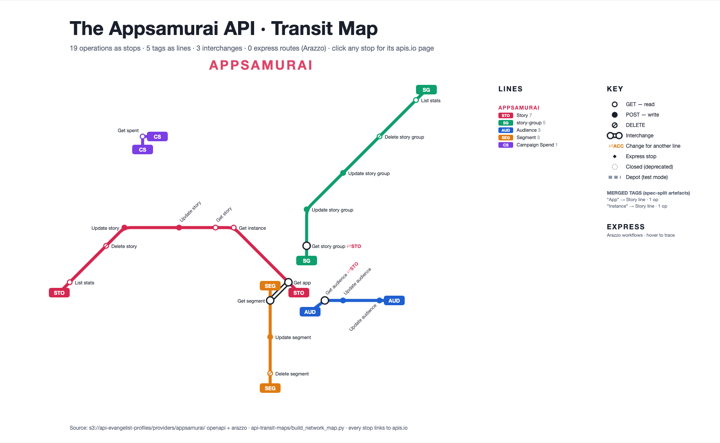 The Appsamurai API · Transit Map
19 operations as stops · 5 tags as lines · 3 interchanges · 0 express routes (Arazzo) · click any stop for its apis.io page
APPSAMURAI
SG
List stats
Delete story group
Update story group
Update story group
Get story group ⇌STO
SG
Get spent
CS
CS
Update story
Delete story
List stats
STO
Update story
Get story
Get instance
Get app
STO
SEG
Get segment
Update segment
Delete segment
SEG
Get audience ⇌STO
Update audience
AUD
AUD
Update audience
LINES
APPSAMURAI
STO Story 7
SG story-group 5
AUD Audience 3
SEG Segment 3
CS Campaign Spend 1
KEY
GET — read
POST — write
DELETE
Interchange
⇌ACC Change for another line
Express stop
Closed (deprecated)
Depot (test mode)
MERGED TAGS (spec-split artefacts)
"App" → Story line · 1 op
"Instance" → Story line · 1 op
EXPRESS
Arazzo workflows · hover to trace
Source: s3://api-evangelist-profiles/providers/appsamurai/ openapi + arazzo · api-transit-maps/build_network_map.py · every stop links to apis.io